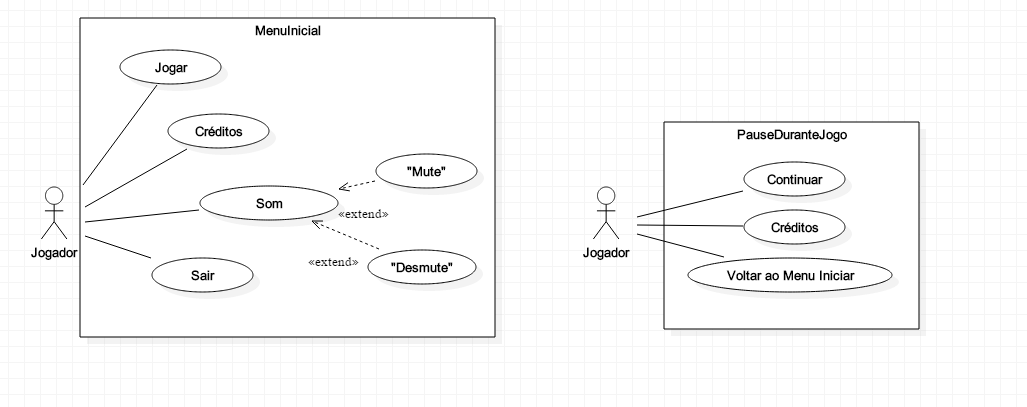 MenuInicial
Jogar
Créditos
"Mute"
Som
«extend»
Jogador
«extend»
"Desmute"
Sair
PauseDuranteJogo
Continuar
Créditos
Jogador
Voltar ao Menu Iniciar